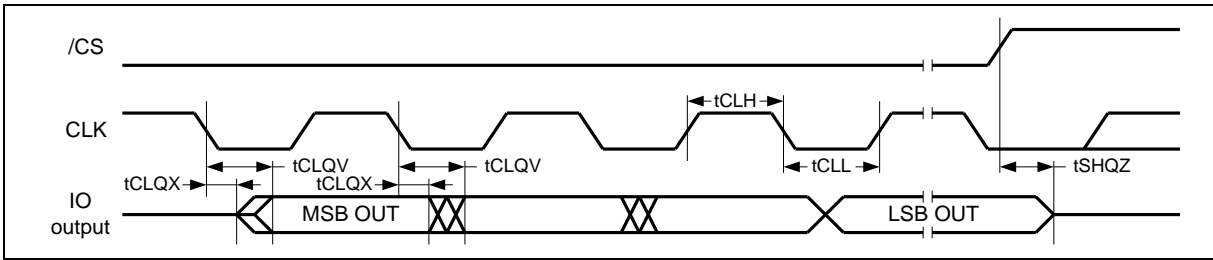 /CS
tCLH
CLK
tCLQV
tCLQV
tCLL
tSHQZ
tCLQX
tCLQX
IO
output
MSB OUT
LSB OUT